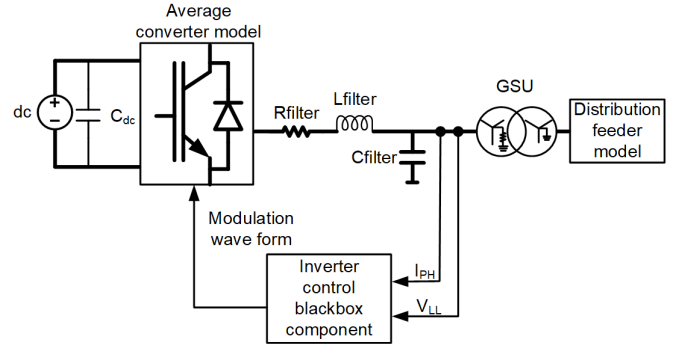 Average
converter model
dc
Cdc
Rfilter
Lfilter
Cfilter
GSU
Distribution
feeder
model
Modulation
wave form
Inverter
control
blackbox
component
IPH
VLL